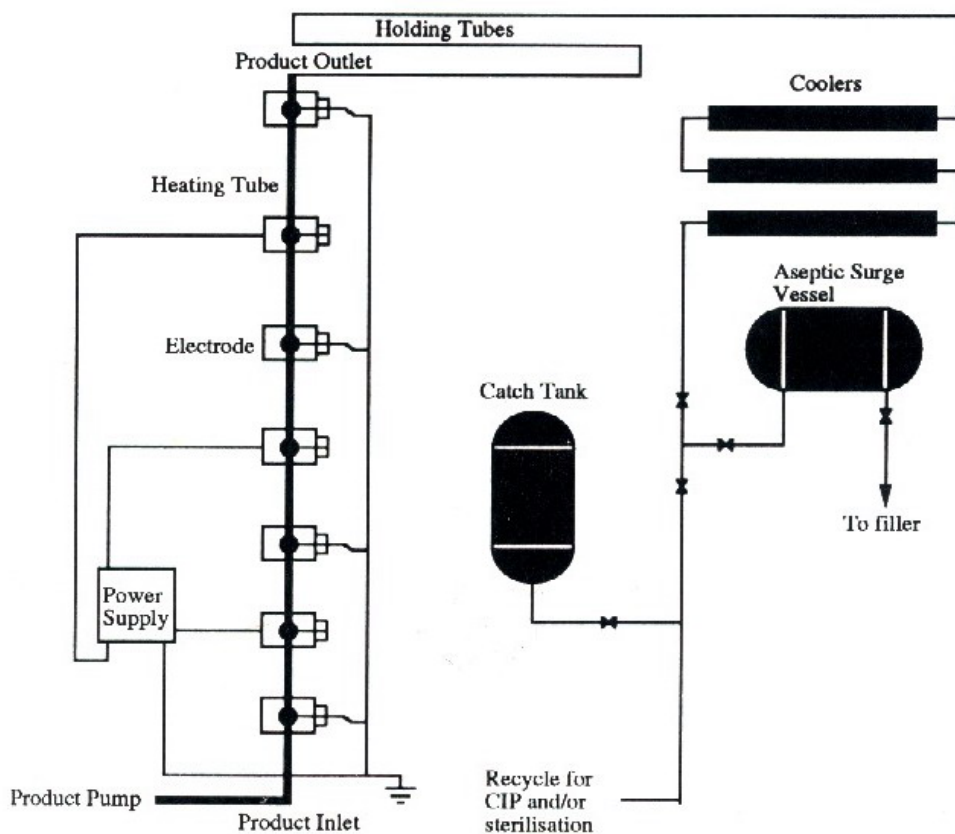 Holding Tubes
Product Outlet
Coolers
Heating Tube
Aseptic Surge
Vessel
Electrode
Catch Tank
To filler
Power
Supply
Recycle for
CIP and/or
sterilisation
Product Pump
Product Inlet